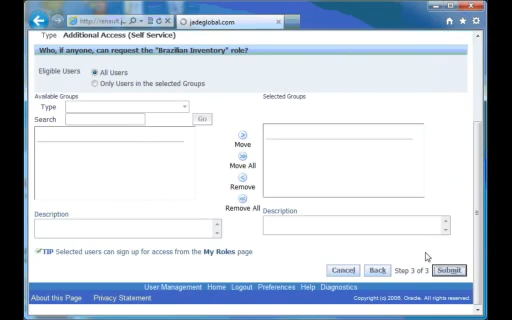 http://renault.j...
jadeglobal.com
Type Additional Access (Self Service)
Who, if anyone, can request the "Brazilian Inventory" role?
Eligible Users All Users
Only Users in the selected Groups
Available Groups
Selected Groups
Type
Search Go
Move
Move All
Remove
Remove All
Description
Description
TIP Selected users can sign up for access from the My Roles page
Cancel Back Step 3 of 3 Submit
User Management Home Logout Preferences Help Diagnostics
About this Page Privacy Statement
Copyright (c) 2006, Oracle. All rights reserved.